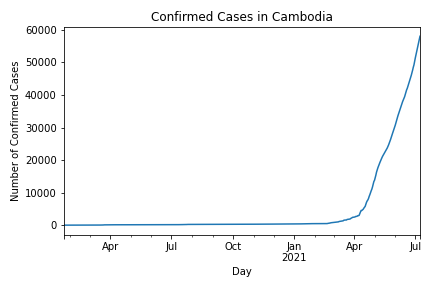 Confirmed Cases in Cambodia
60000
50000
40000
30000
20000
10000
0
Number of Confirmed Cases
Apr
Jul
Oct
Jan
2021
Apr
Jul
Day